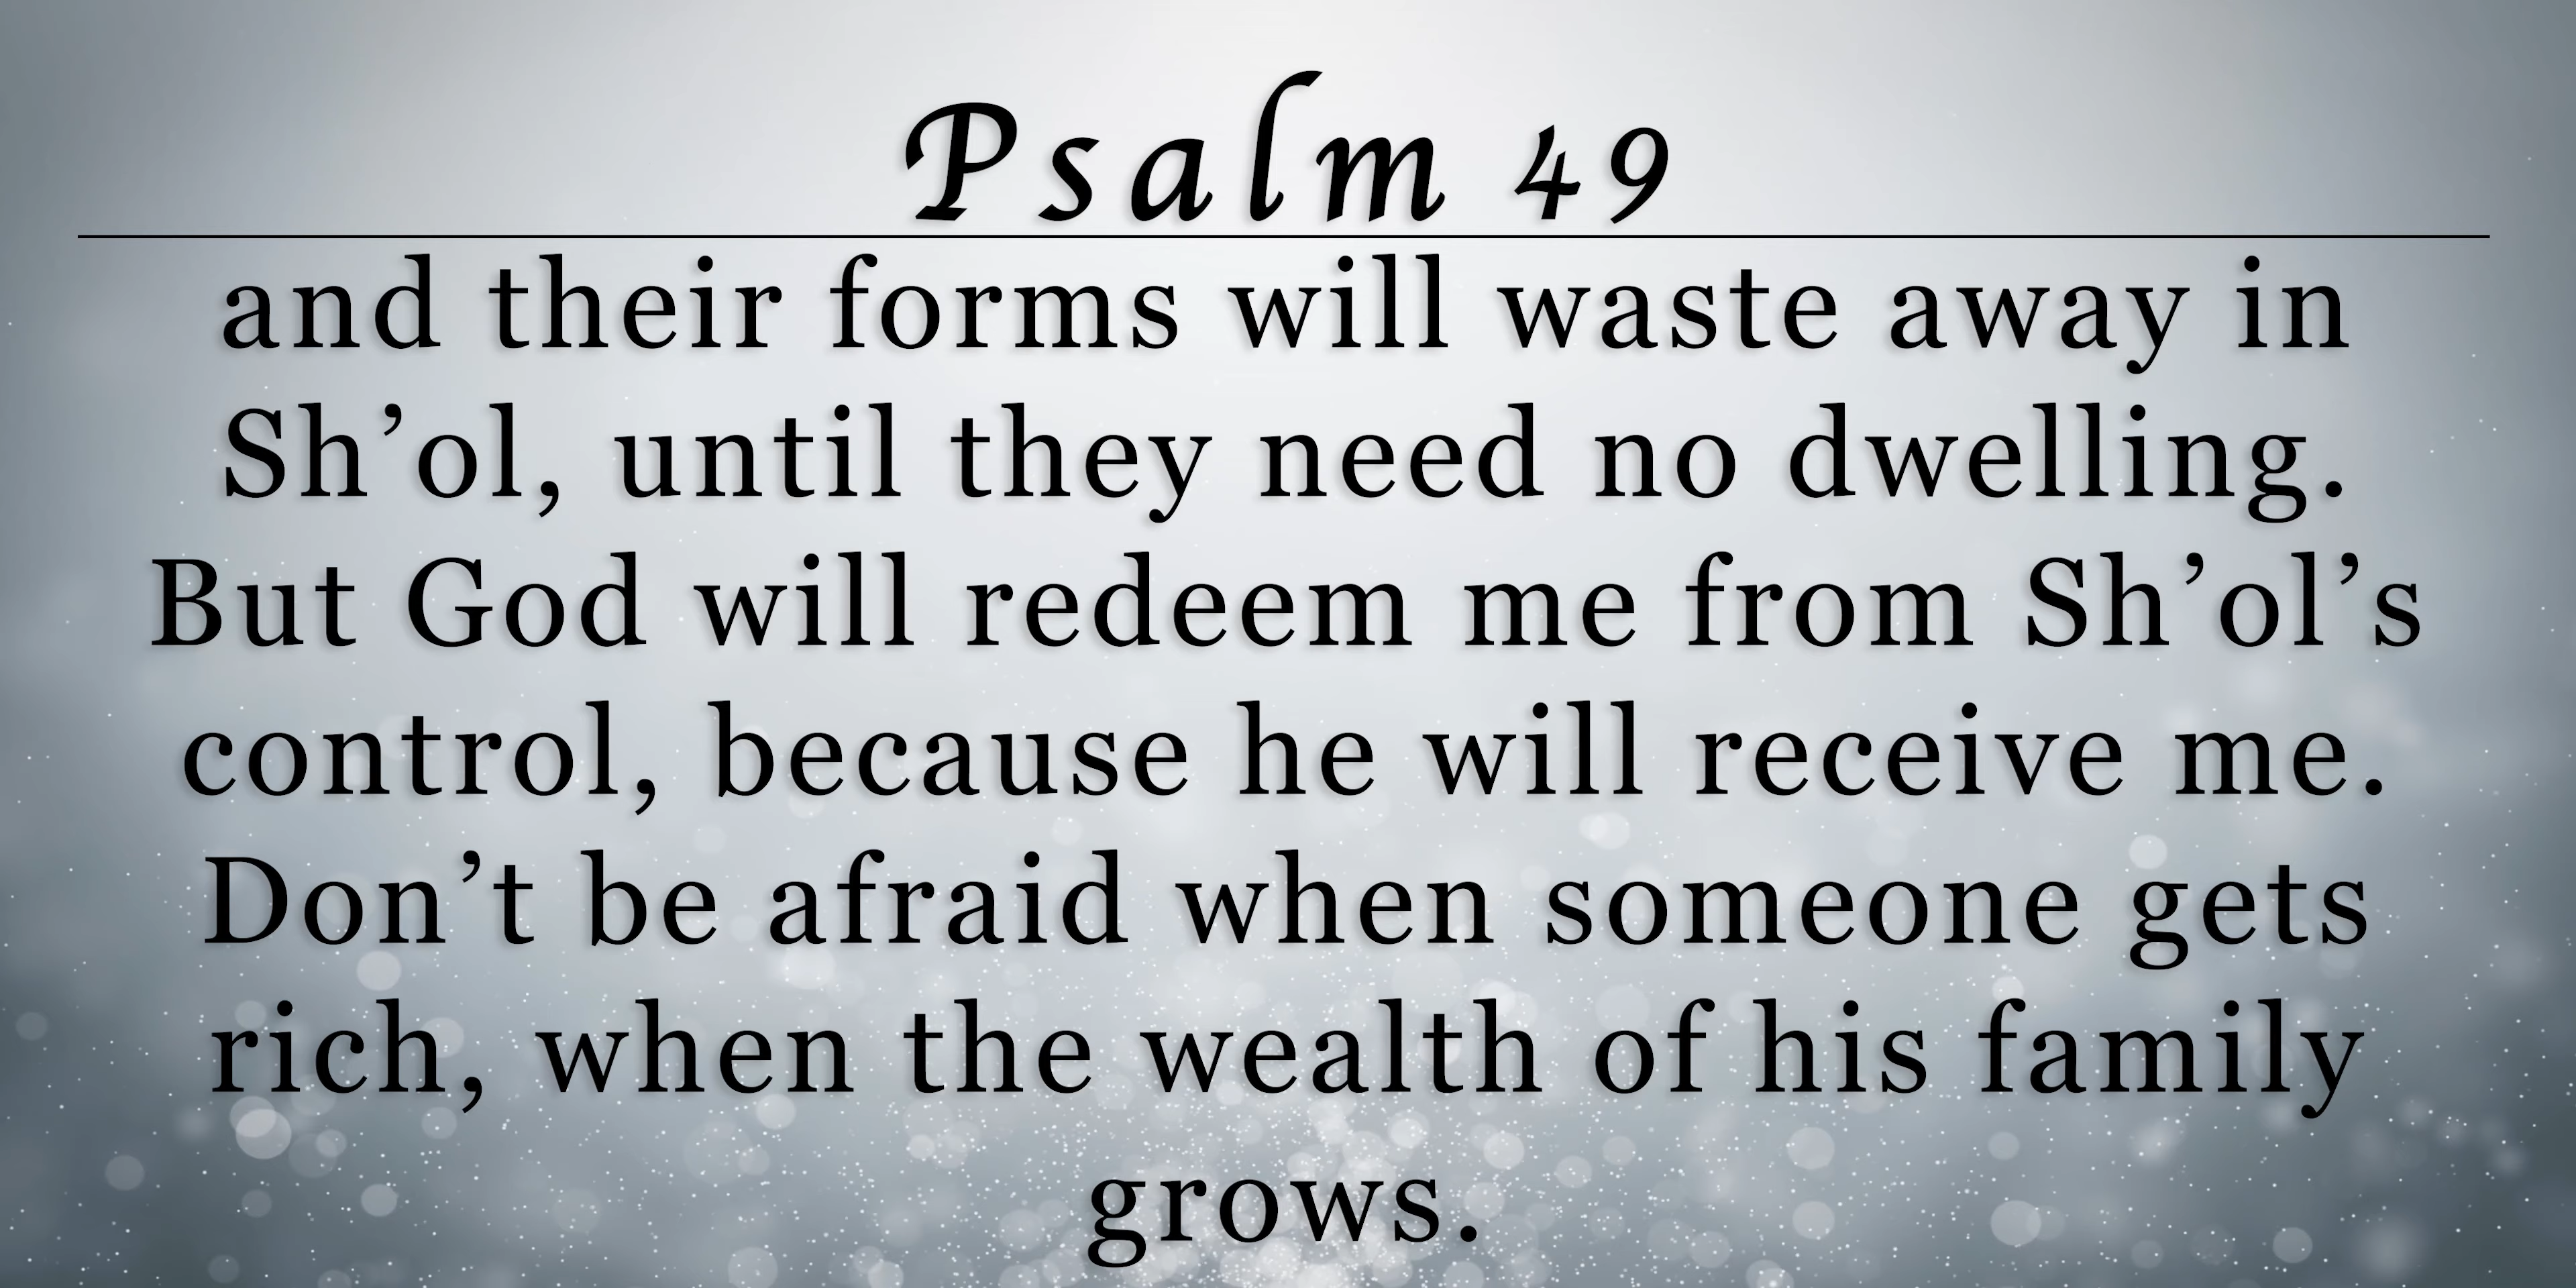 Psalm 49
and their forms will waste away in
Sh’ol, until they need no dwelling.
But God will redeem me from Sh’ol’s
control, because he will receive me.
Don’t be afraid when someone gets
rich, when the wealth of his family
grows.